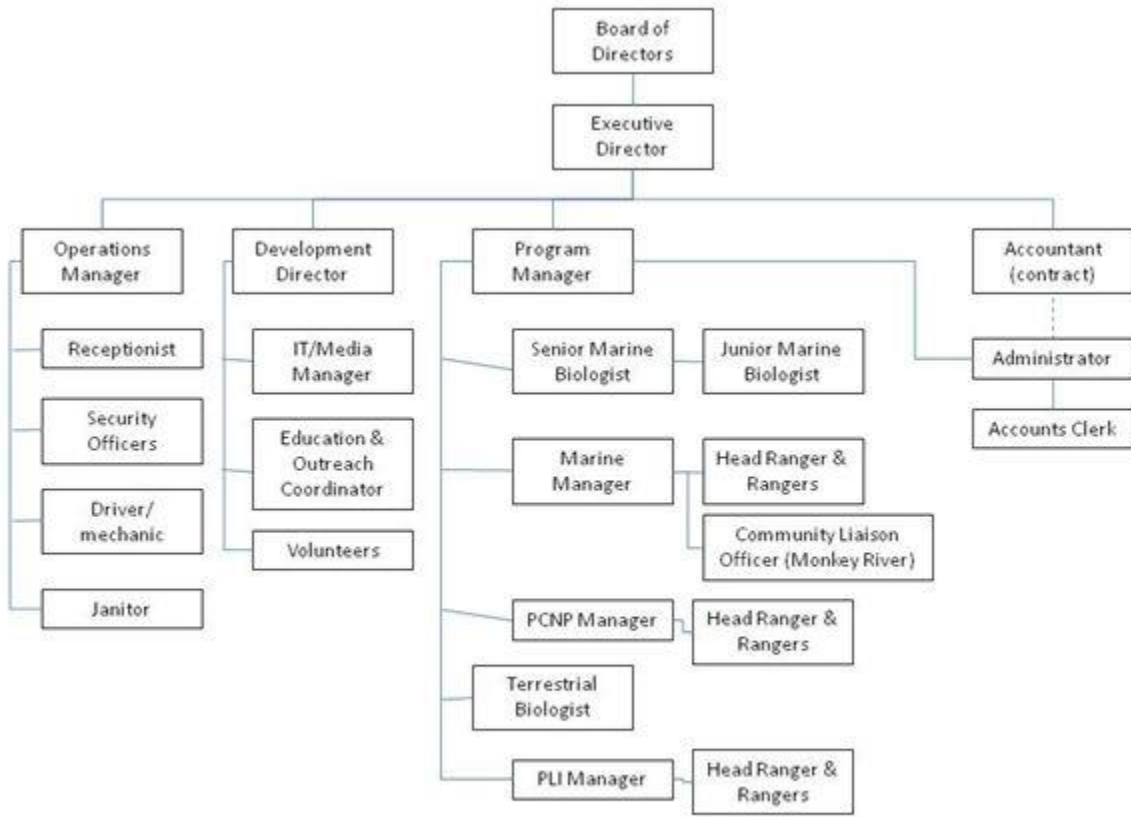 Board of
Directors
Executive
Director
Operations
Manager
Development
Director
Program
Manager
Accountant
(contract)
Receptionist
IT/Media
Manager
Senior Marine
Biologist
Junior Marine
Biologist
Administrator
Security
Officers
Education &
Outreach
Coordinator
Marine
Manager
Head Ranger &
Rangers
Accounts Clerk
Driver/
mechanic
Volunteers
Community Liaison
Officer (Monkey River)
Janitor
PCNP Manager
Head Ranger &
Rangers
Terrestrial
Biologist
PLI Manager
Head Ranger &
Rangers